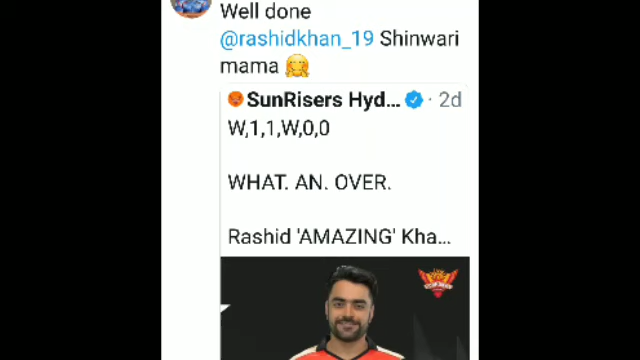 Well done
@rashidkhan_19 Shinwari
mama 🤗
SunRisers Hyd... · 2d
W,1,1,W,0,0
WHAT. AN. OVER.
Rashid 'AMAZING' Kha...